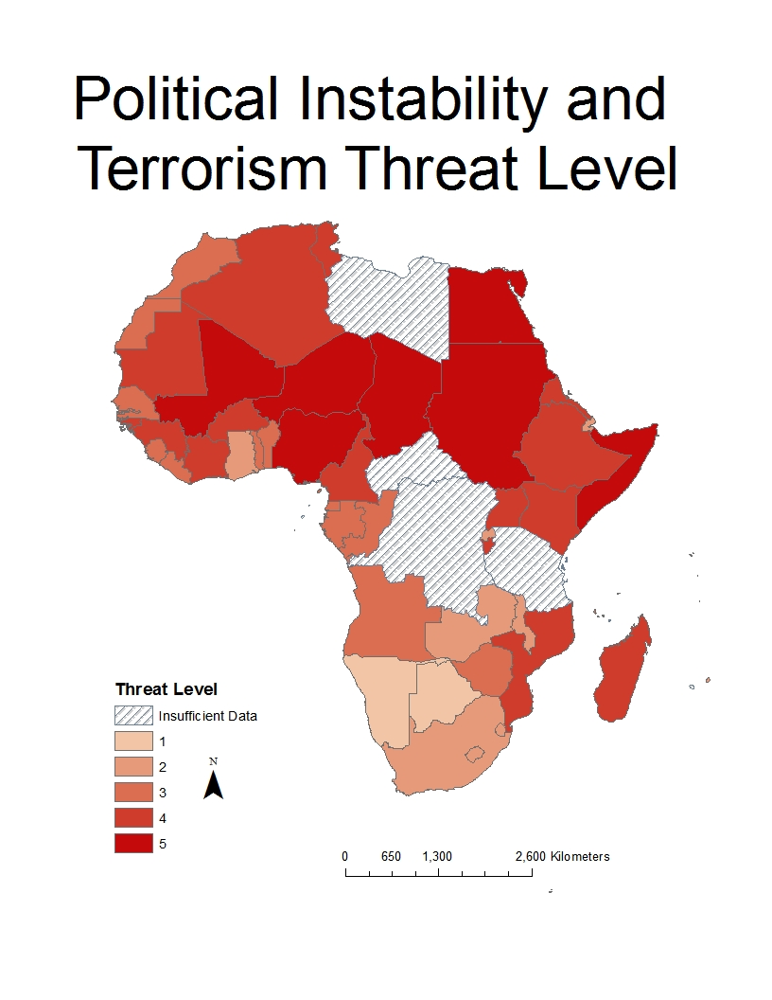 Political Instability and
Terrorism Threat Level
Threat Level
Insufficient Data
1
2
3
4
5
N
0 650 1,300 2,600 Kilometers